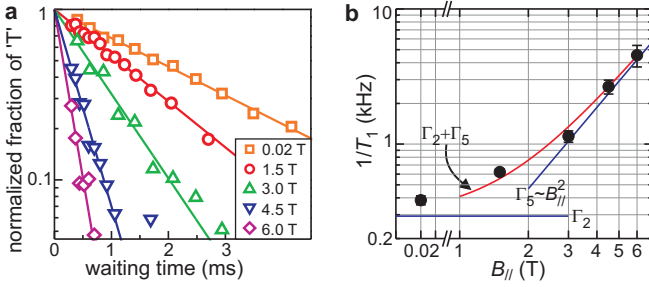 a
normalized fraction of 'T'
1
0.1
0
1
2
3
waiting time (ms)
0.02 T
1.5 T
3.0 T
4.5 T
6.0 T
b
1/T₁ (kHz)
10
1
0.2
Γ₂+Γ₅
Γ₅~B²//
Γ₂
0.02
1
2
3
4
5
6
B// (T)